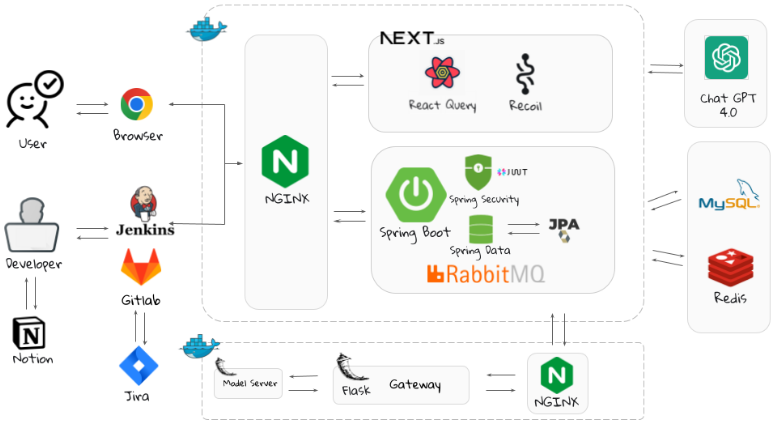 NEXT.JS
React Query
Recoil
Chat GPT
4.0
User
Browser
NGINX
JWT
Spring Security
Spring Boot
Spring Data
JPA
RabbitMQ
MySQL
Redis
Jenkins
Developer
Gitlab
Notion
Jira
Model Server
Flask
Gateway
NGINX